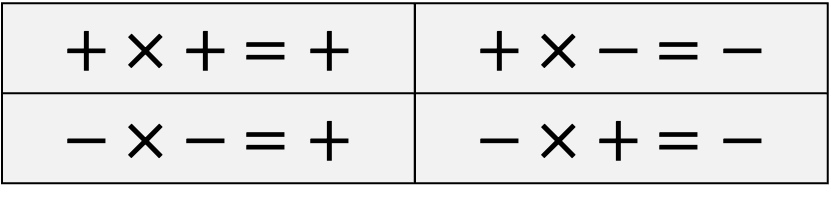 + × + = + + × − = −
− × − = + − × + = −